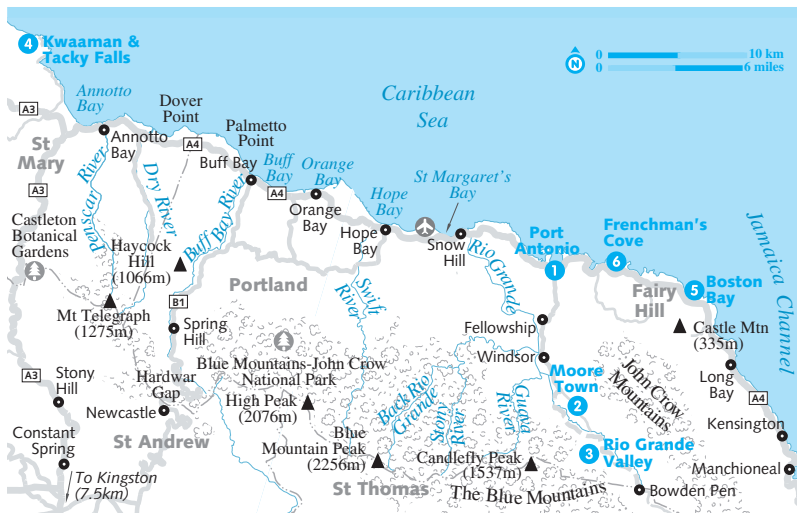 4 Kwaaman &
Tacky Falls
0 10 km
N
0 6 miles
Annotto
Bay
Dover
Point
Caribbean
Sea
A3
Annotto
Bay
A4
Palmetto
Point
St
Mary
Buff Bay
Buff
Bay
Orange
Bay
St Margaret's
Bay
A3
A4
Penscar River
Dry River
Buff Bay River
Orange
Bay
Hope
Bay
Castleton
Botanical
Gardens
Haycock
Hill
(1066m)
Hope
Bay
Snow
Hill
Rio Grande
Port
Antonio
1
Frenchman's
Cove
6
Jamaica Channel
Portland
Swift
River
Fairy
Hill
5 Boston
Bay
B1
Mt Telegraph
(1275m)
Spring
Hill
Fellowship
Castle Mtn
(335m)
Windsor
Blue Mountains-John Crow
National Park
Moore
Town
2
John Crow
Mountains
Long
Bay
A3
Stony
Hill
Hardwar
Gap
High Peak
(2076m)
Back Rio
Grande
Stony
River
Guava
River
A4
Newcastle
Kensington
Constant
Spring
St Andrew
Blue
Mountain Peak
(2256m)
Candlefly Peak
(1537m)
3 Rio Grande
Valley
Manchioneal
To Kingston
(7.5km)
St Thomas
The Blue Mountains
Bowden Pen